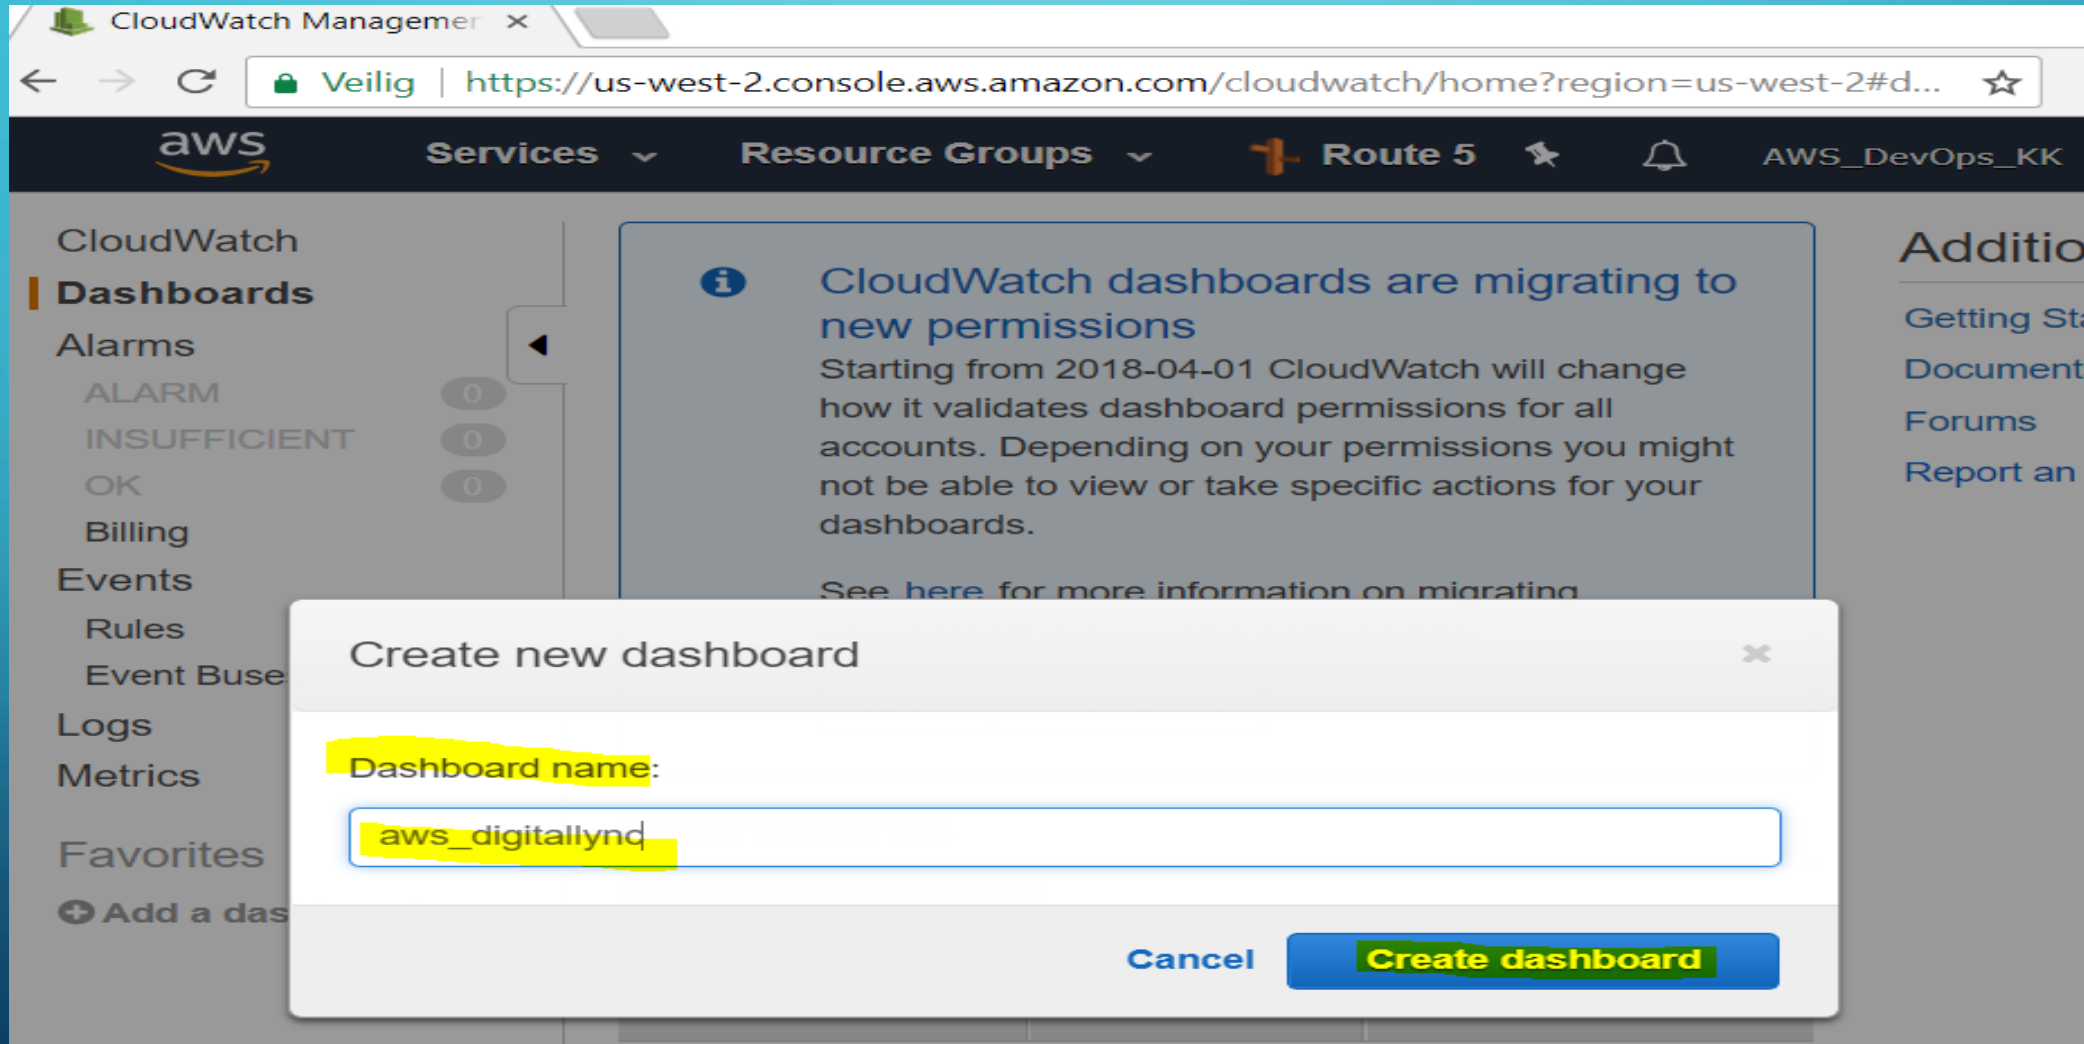 CloudWatch Managemen
Veilig
https://us-west-2.console.aws.amazon.com/cloudwatch/home?region=us-west-2#d...
aws
Services
Resource Groups
Route 5
AWS_DevOps_KK
CloudWatch
Dashboards
Alarms
ALARM 0
INSUFFICIENT 0
OK 0
Billing
Events
Rules
Event Buse
Logs
Metrics
Favorites
Add a das
CloudWatch dashboards are migrating to
new permissions
Starting from 2018-04-01 CloudWatch will change
how it validates dashboard permissions for all
accounts. Depending on your permissions you might
not be able to view or take specific actions for your
dashboards.
See here for more information on migrating
Additio
Getting Sta
Document
Forums
Report an
Create new dashboard
Dashboard name:
aws_digitallynq
Cancel
Create dashboard